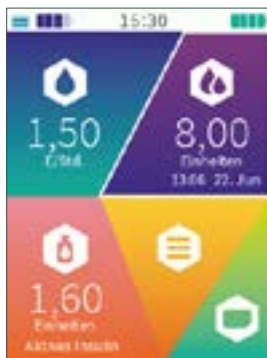 15:30
1,50
E/Std.
8,00
Einheiten
13:06 22. Jun
1,60
Einheiten
Aktives Insulin